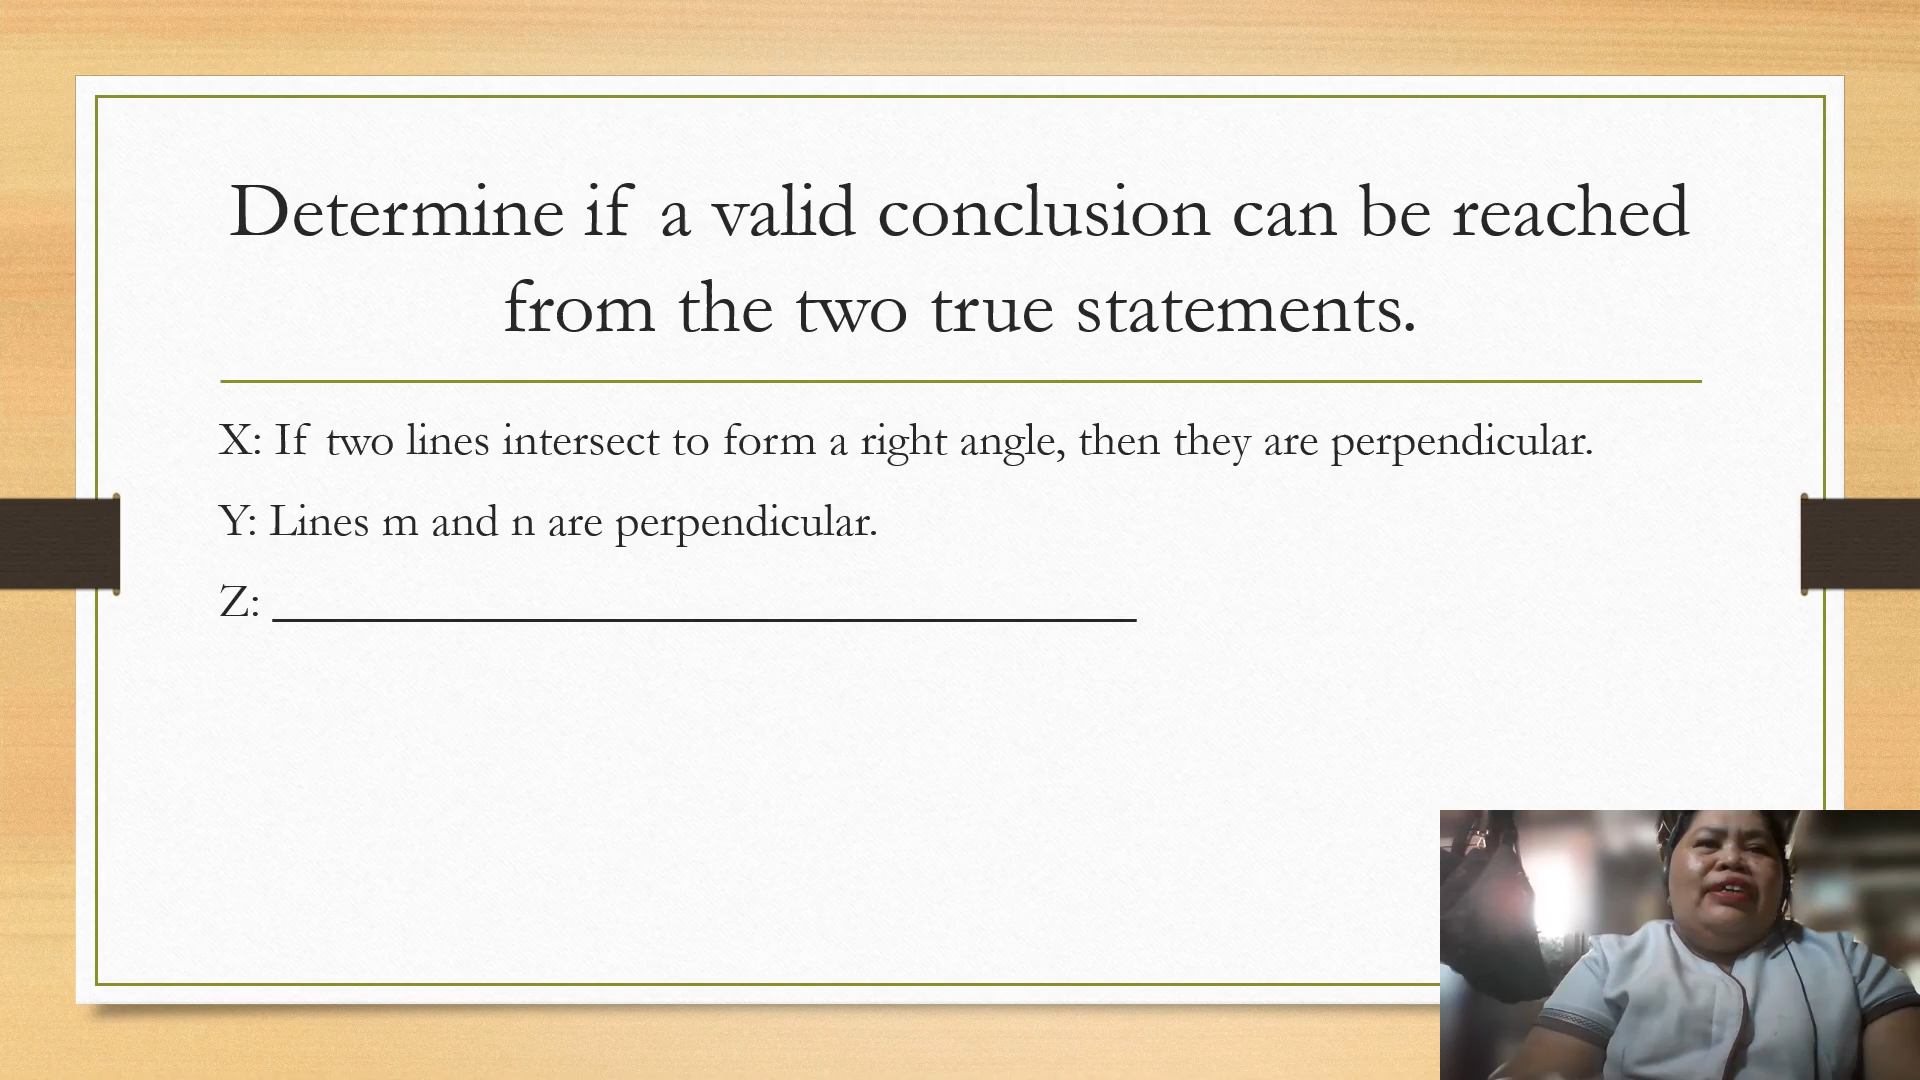 Determine if a valid conclusion can be reached
from the two true statements.
X: If two lines intersect to form a right angle, then they are perpendicular.
Y: Lines m and n are perpendicular.
Z: ____________________________________